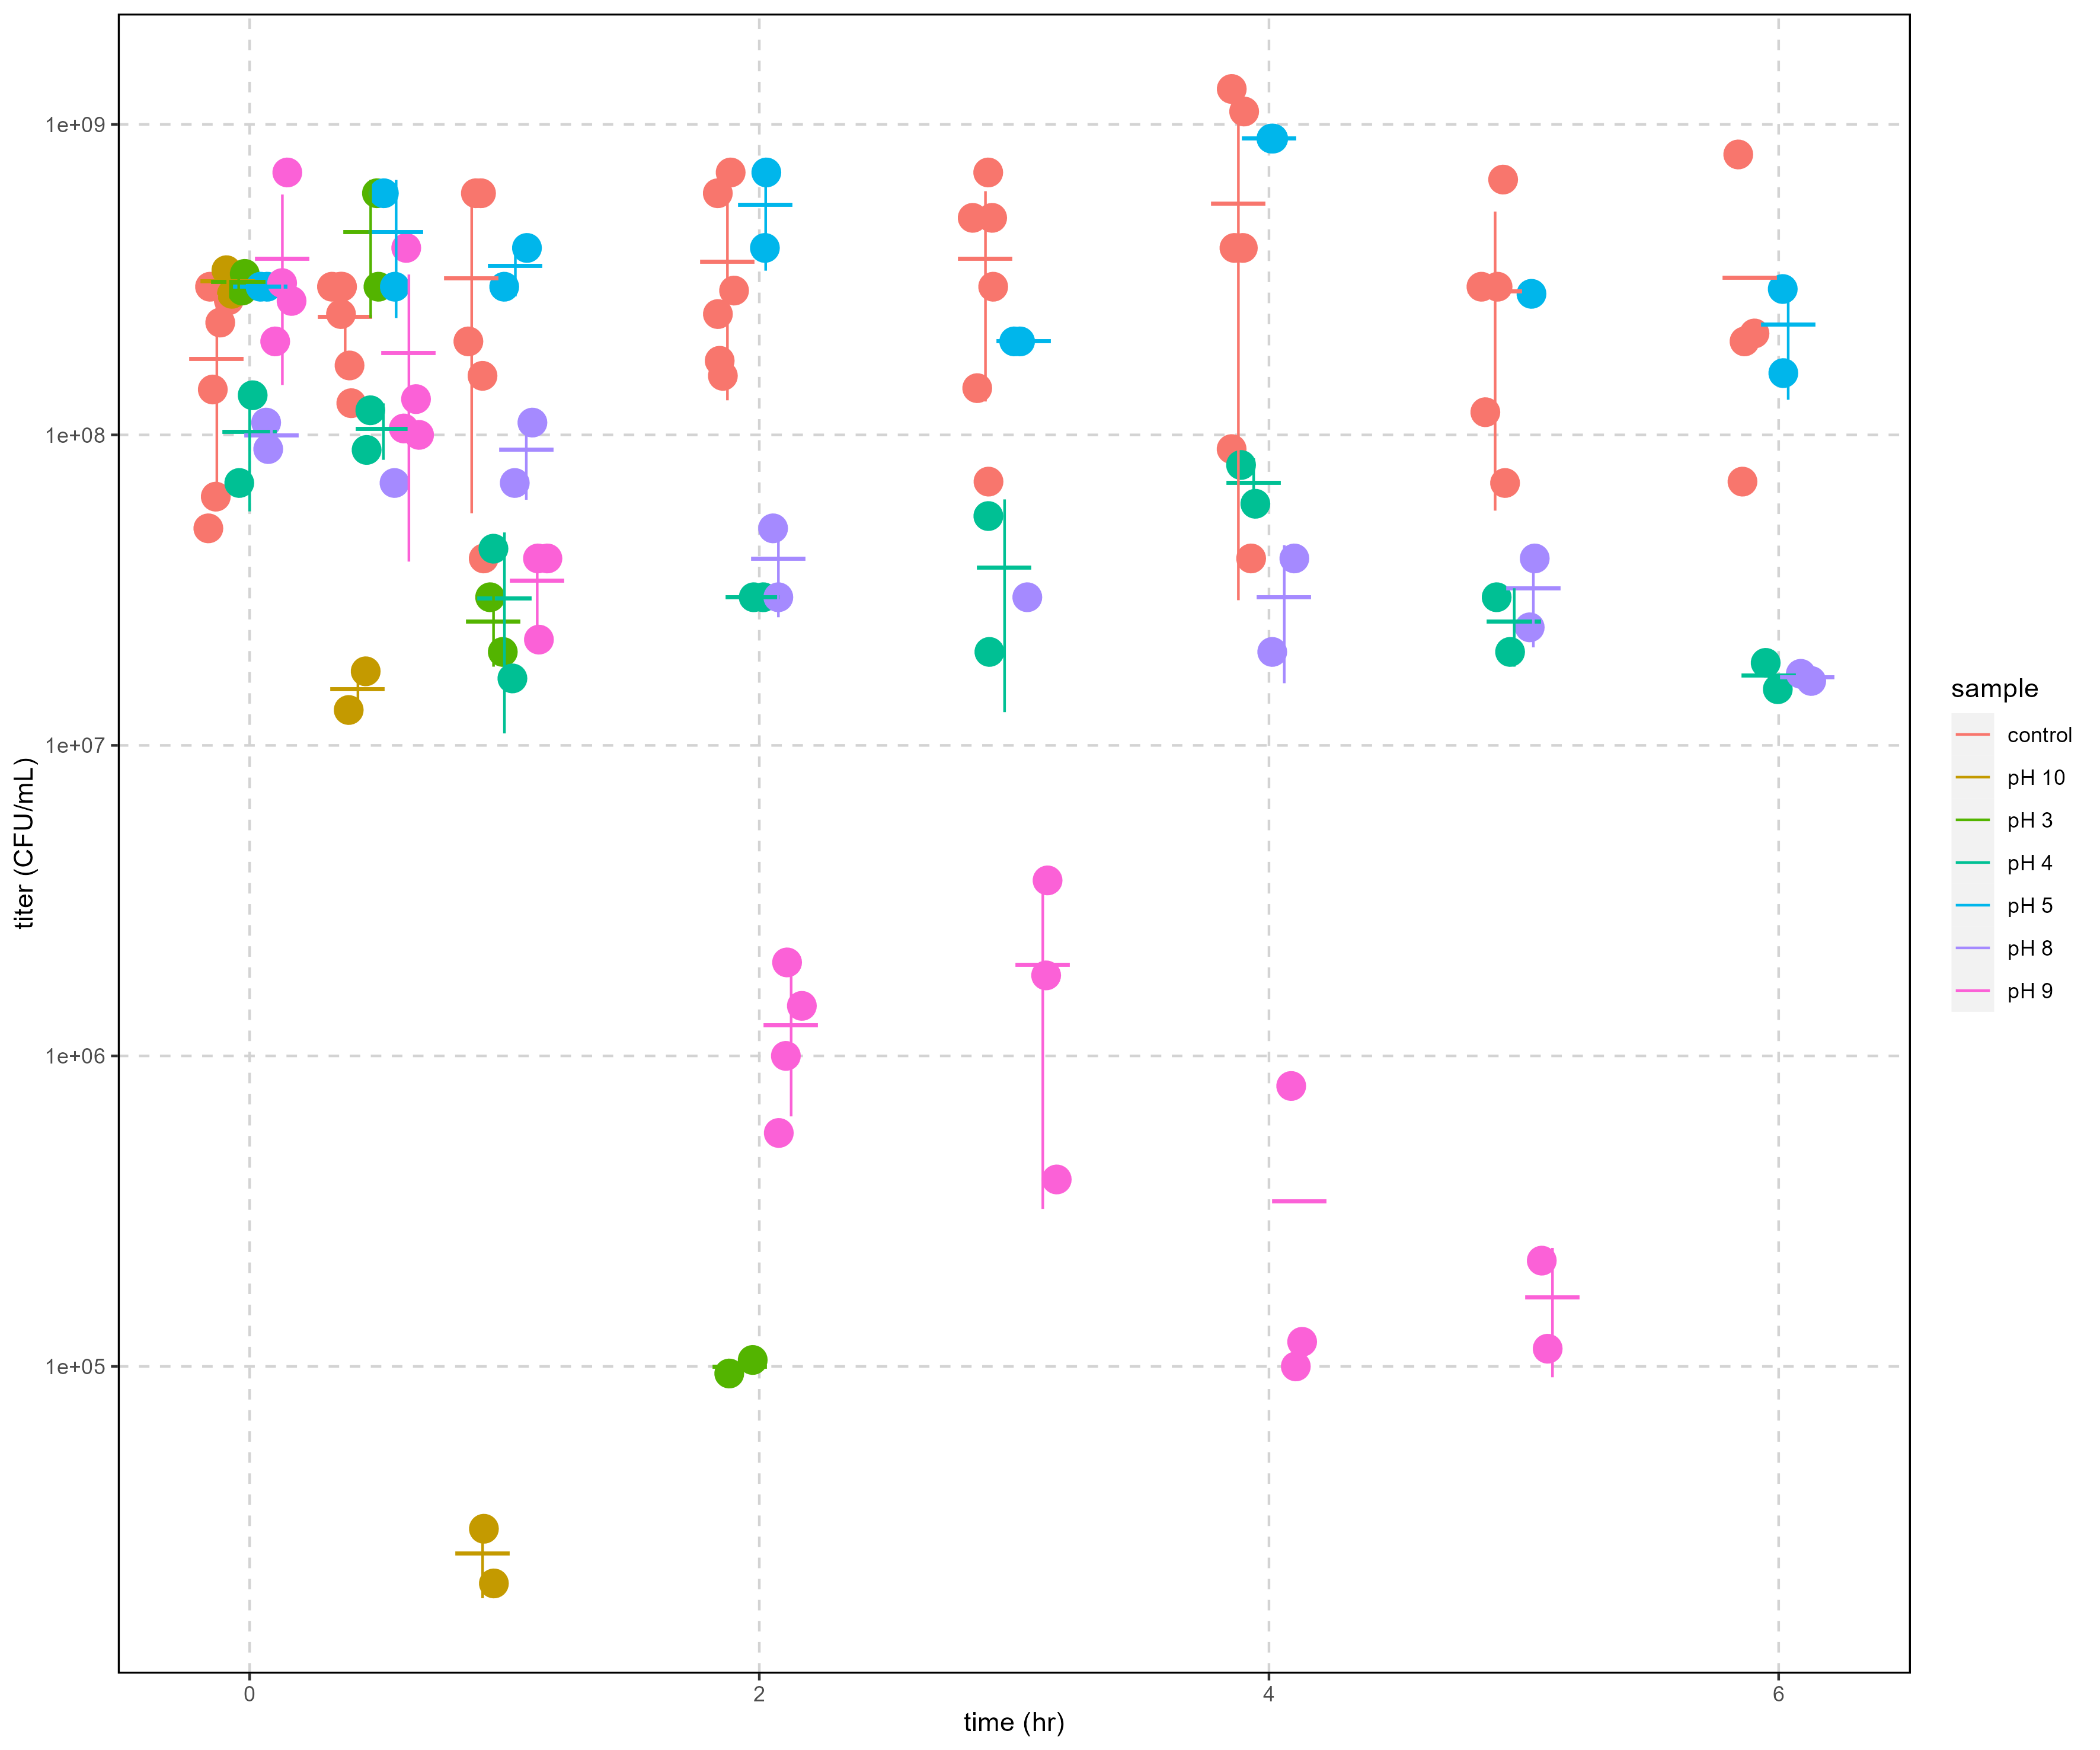 1e+09
1e+08
1e+07
1e+06
1e+05
titer (CFU/mL)
0 2 4 6
time (hr)
sample
control
pH 10
pH 3
pH 4
pH 5
pH 8
pH 9